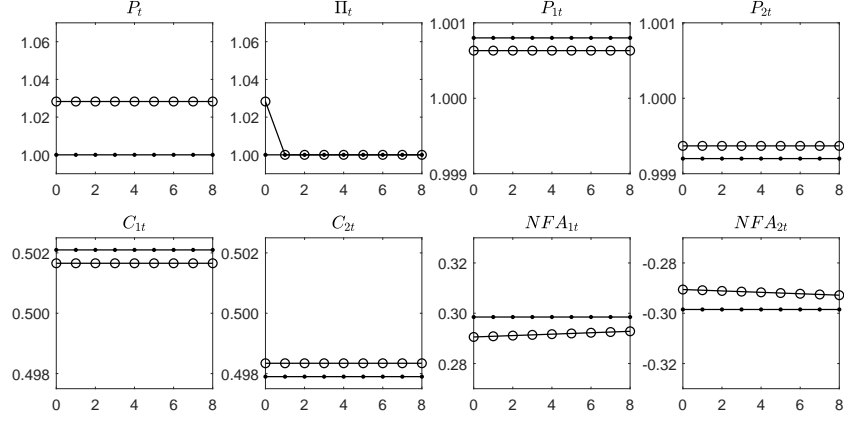 P_t
Π_t
P_{1t}
P_{2t}
1.06 1.06 1.001 1.001
1.04 1.04
1.02 1.02 1.000 1.000
1.00 1.00
0.999 0.999
0 2 4 6 8 0 2 4 6 8 0 2 4 6 8 0 2 4 6 8
C_{1t}
C_{2t}
NFA_{1t}
NFA_{2t}
0.502 0.502 0.32 -0.28
0.500 0.500 0.30 -0.30
0.498 0.498 0.28 -0.32
0 2 4 6 8 0 2 4 6 8 0 2 4 6 8 0 2 4 6 8